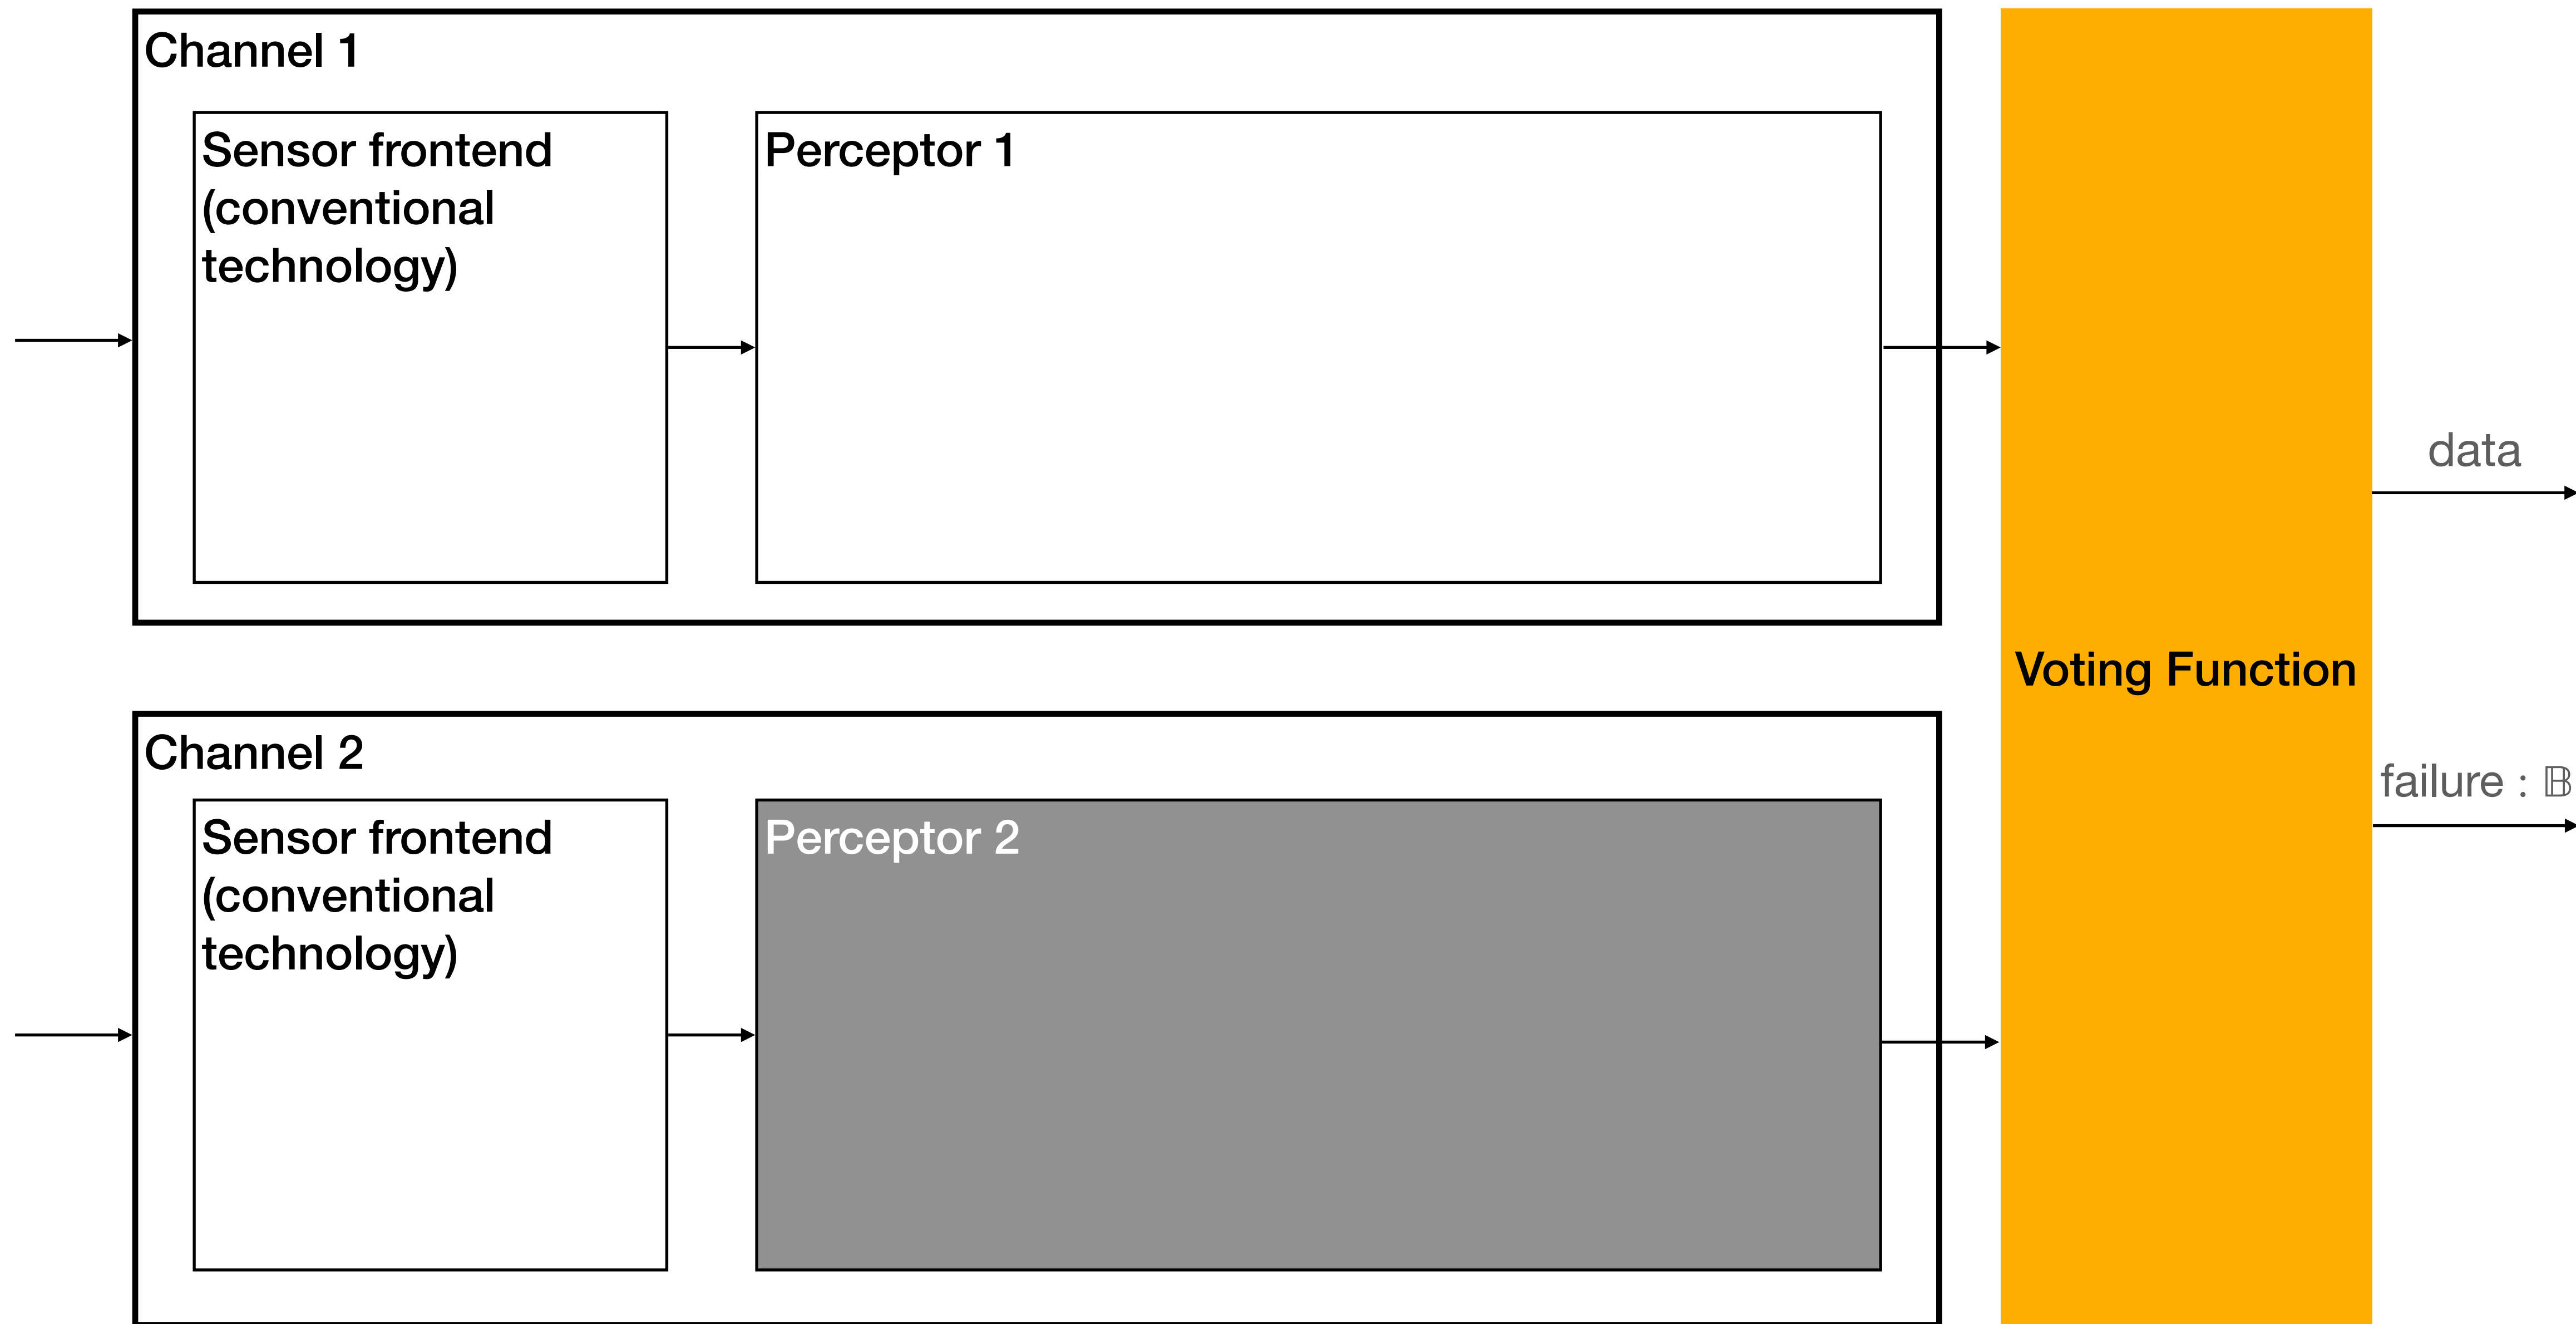 Channel 1
Sensor frontend
(conventional
technology)
Perceptor 1
data
Voting Function
failure : 𝔹
Channel 2
Sensor frontend
(conventional
technology)
Perceptor 2